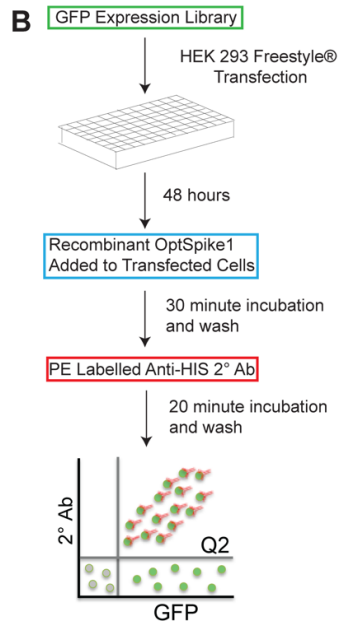 B
GFP Expression Library
HEK 293 Freestyle®
Transfection
48 hours
Recombinant OptSpike1
Added to Transfected Cells
30 minute incubation
and wash
PE Labelled Anti-HIS 2° Ab
20 minute incubation
and wash
2° Ab
Q2
GFP